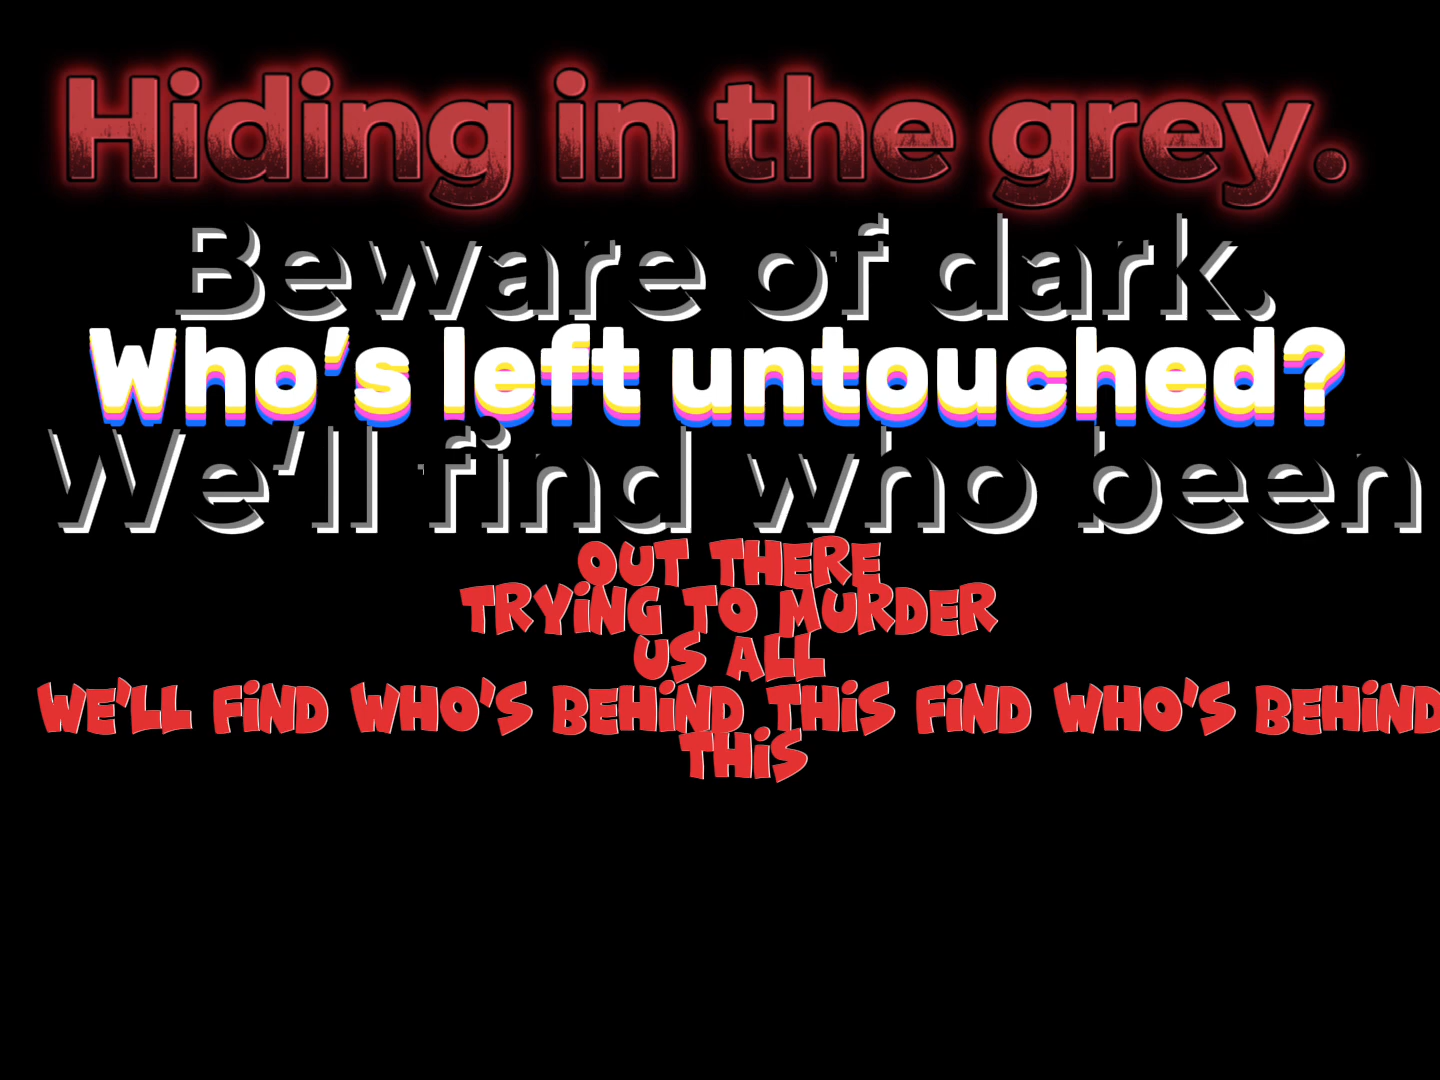 Hiding in the grey.
Beware of dark.
Who's left untouched?
We'll find who been
OUT THERE
TRYING TO MURDER
US ALL
WE'LL FIND WHO'S BEHIND THIS FIND WHO'S BEHIND
THIS